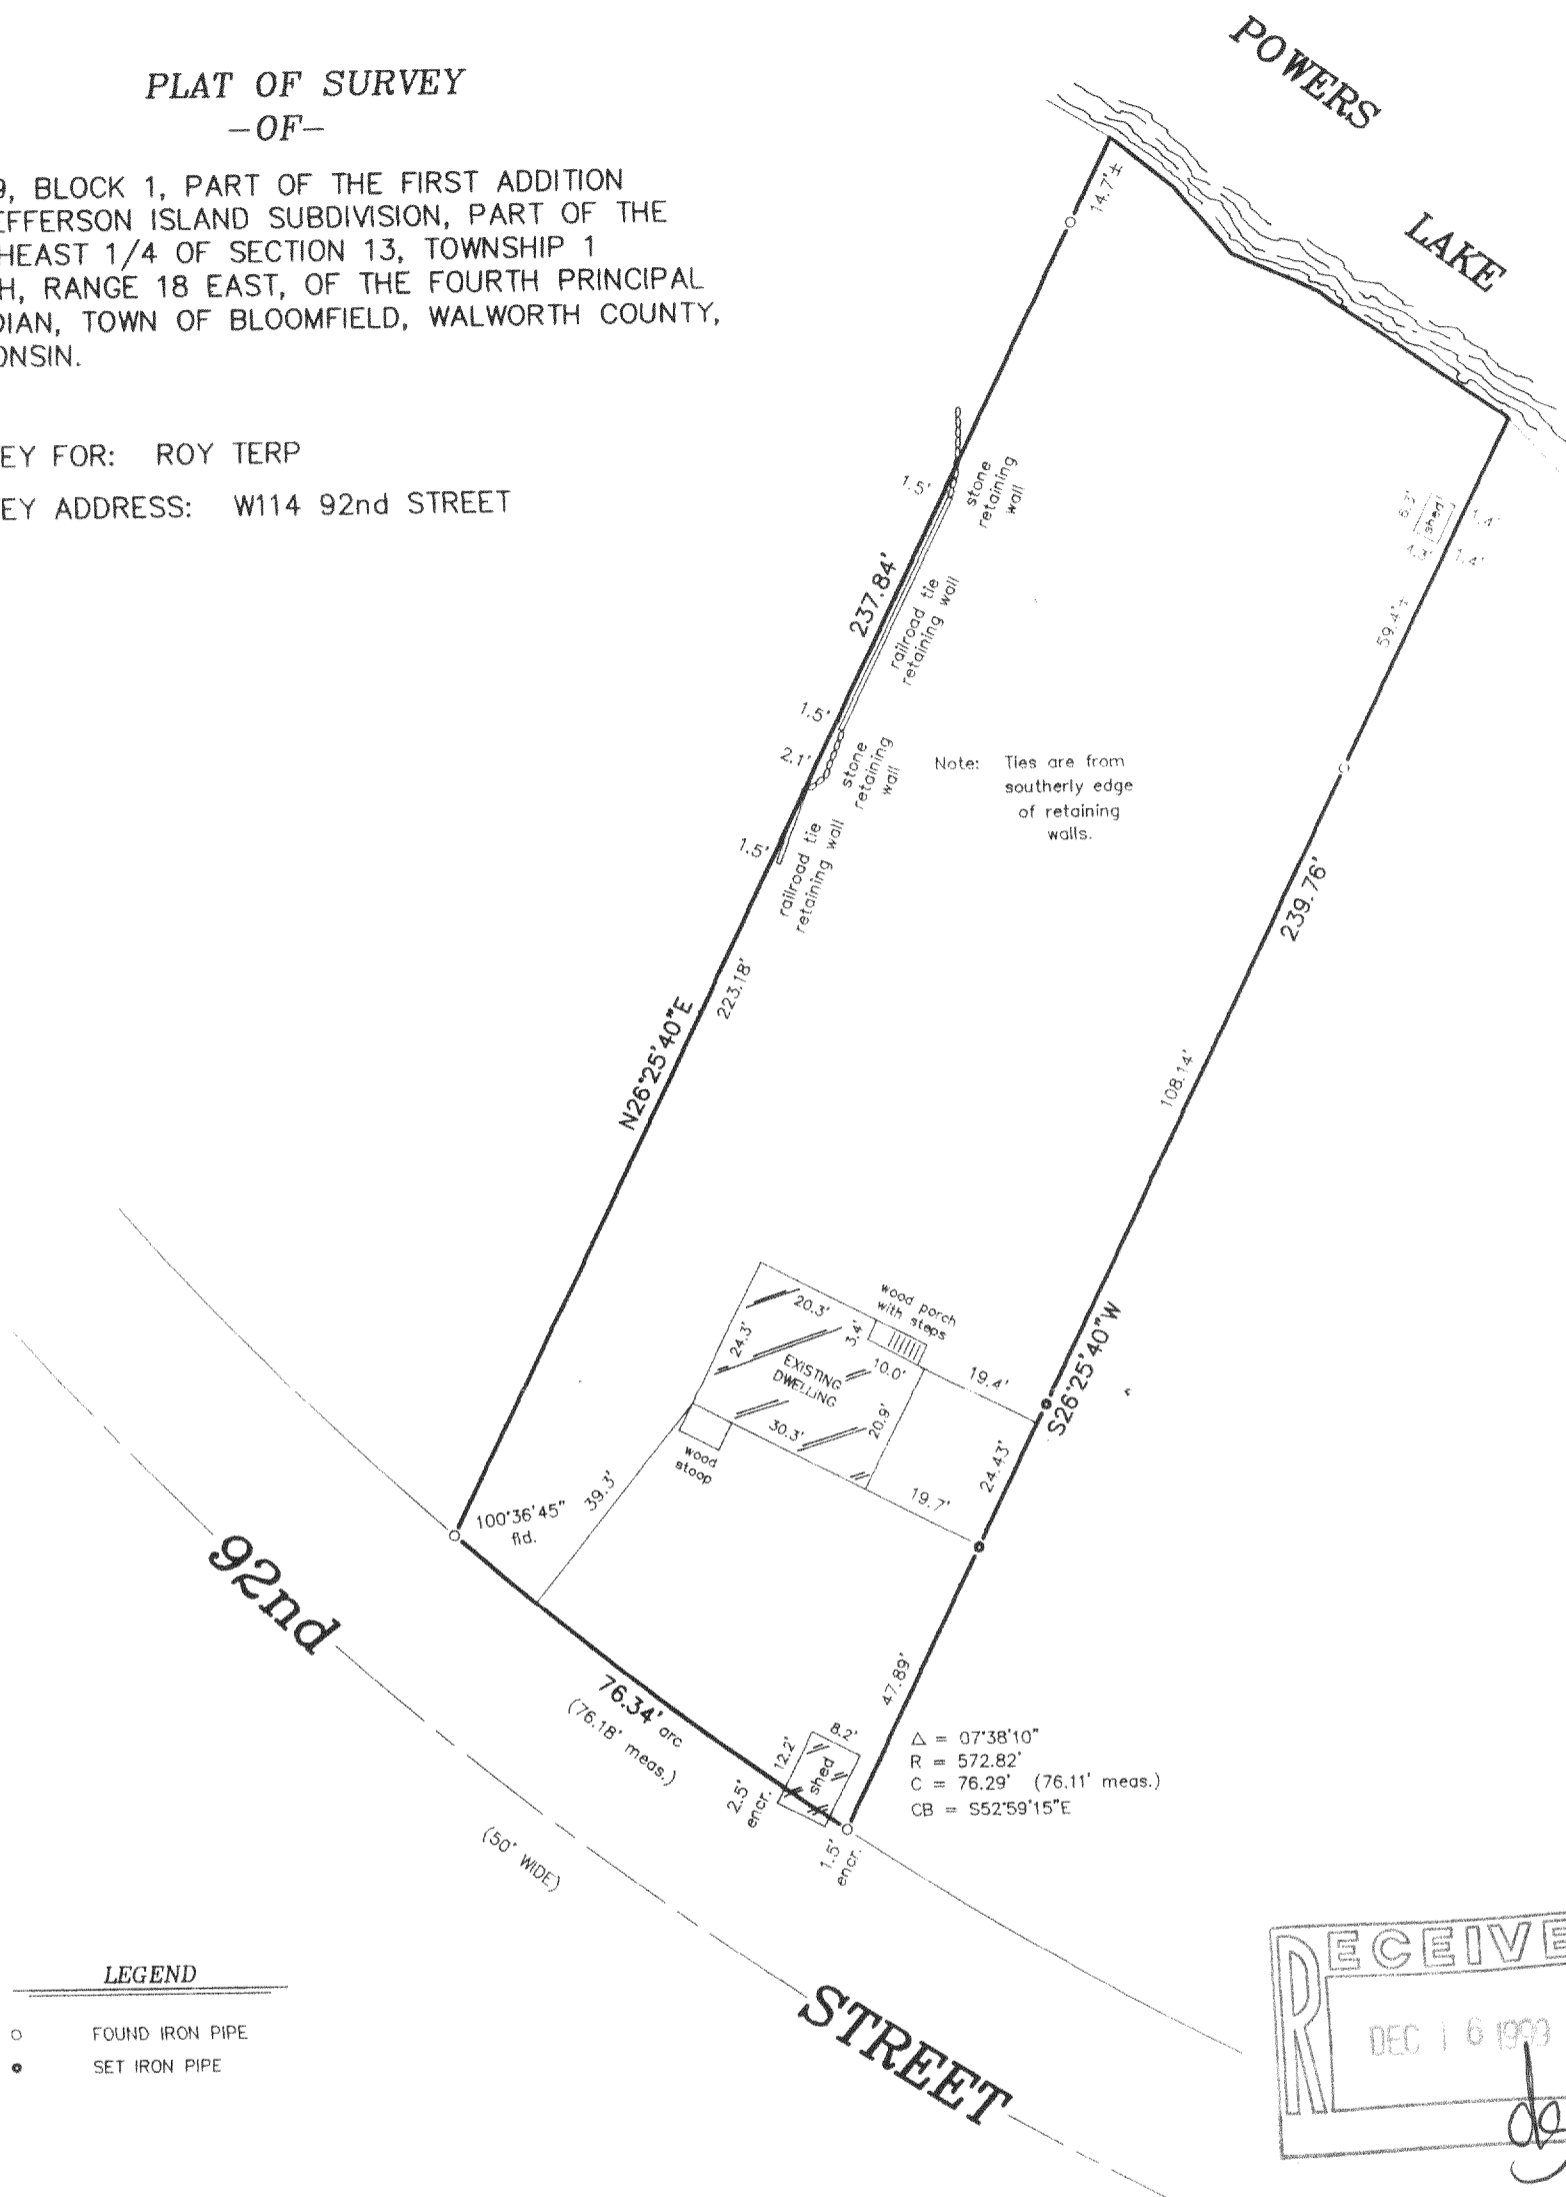 PLAT OF SURVEY
-OF-
9, BLOCK 1, PART OF THE FIRST ADDITION
EFFERSON ISLAND SUBDIVISION, PART OF THE
HEAST 1/4 OF SECTION 13, TOWNSHIP 1
H, RANGE 18 EAST, OF THE FOURTH PRINCIPAL
DIAN, TOWN OF BLOOMFIELD, WALWORTH COUNTY,
ONSIN.
EY FOR: ROY TERP
EY ADDRESS: W114 92nd STREET
POWERS
LAKE
14.7'±
1.5'
stone
retaining
wall
237.84'
railroad tie
retaining wall
6.3'
shed
1.4'
4.3'
1.4'
59.4'±
1.5'
2.1'
stone
retaining
wall
Note: Ties are from
southerly edge
of retaining
walls.
1.5'
railroad tie
retaining wall
239.76'
223.18'
N26°25'40"E
108.14'
wood porch
with steps
20.3'
3.4'
24.3'
EXISTING
DWELLING
10.0'
19.4'
S26°25'40"W
30.3'
20.9'
wood
stoop
24.43'
39.3'
19.7'
100°36'45"
fld.
92nd
47.89'
76.34' arc
(76.18' meas.)
8.2'
12.2'
shed
2.5'
encr.
1.5'
encr.
Δ = 07°38'10"
R = 572.82'
C = 76.29' (76.11' meas.)
CB = S52°59'15"E
(50' WIDE)
STREET
LEGEND
○ FOUND IRON PIPE
● SET IRON PIPE
RECEIVE
DEC 16 1993